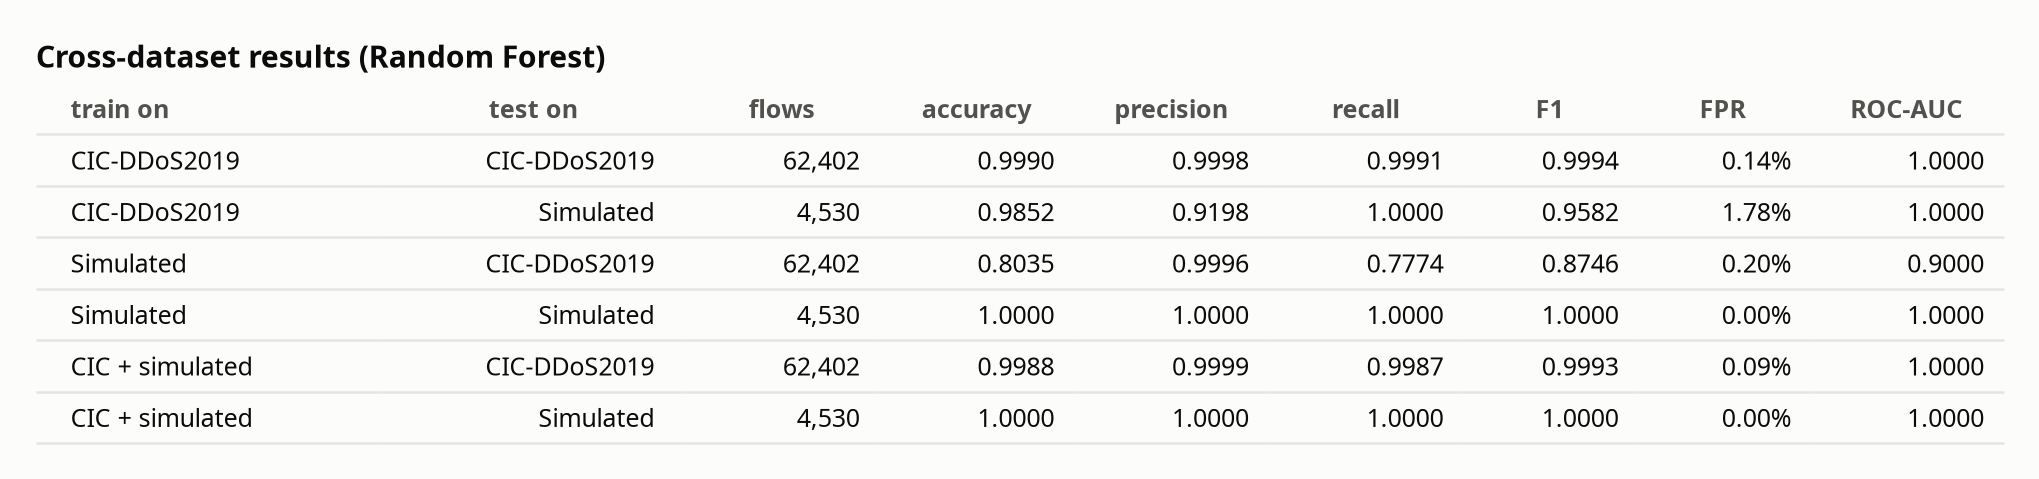 Cross-dataset results (Random Forest)
train on test on flows accuracy precision recall F1 FPR ROC-AUC
CIC-DDoS2019 CIC-DDoS2019 62,402 0.9990 0.9998 0.9991 0.9994 0.14% 1.0000
CIC-DDoS2019 Simulated 4,530 0.9852 0.9198 1.0000 0.9582 1.78% 1.0000
Simulated CIC-DDoS2019 62,402 0.8035 0.9996 0.7774 0.8746 0.20% 0.9000
Simulated Simulated 4,530 1.0000 1.0000 1.0000 1.0000 0.00% 1.0000
CIC + simulated CIC-DDoS2019 62,402 0.9988 0.9999 0.9987 0.9993 0.09% 1.0000
CIC + simulated Simulated 4,530 1.0000 1.0000 1.0000 1.0000 0.00% 1.0000